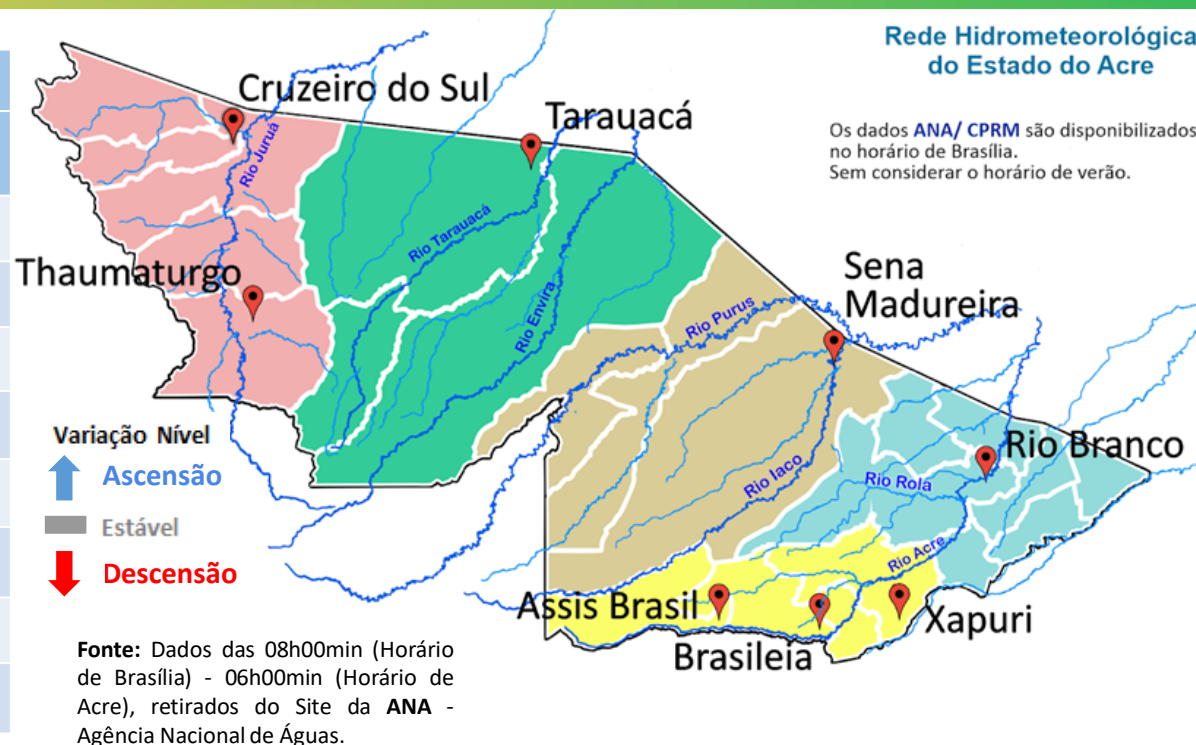 Rede Hidrometeorológica
do Estado do Acre
Os dados ANA/ CPRM são disponibilizados
no horário de Brasília.
Sem considerar o horário de verão.
Cruzeiro do Sul
Tarauacá
Rio Juruá
Rio Tarauacá
Thaumaturgo
Rio Envira
Sena
Madureira
Rio Purus
Variação Nível
Ascensão
Estável
Descensão
Rio Branco
Rio Iaco
Rio Rola
Rio Acre
Assis Brasil
Xapuri
Brasileia
Fonte: Dados das 08h00min (Horário
de Brasília) - 06h00min (Horário de
Acre), retirados do Site da ANA -
Agência Nacional de Águas.